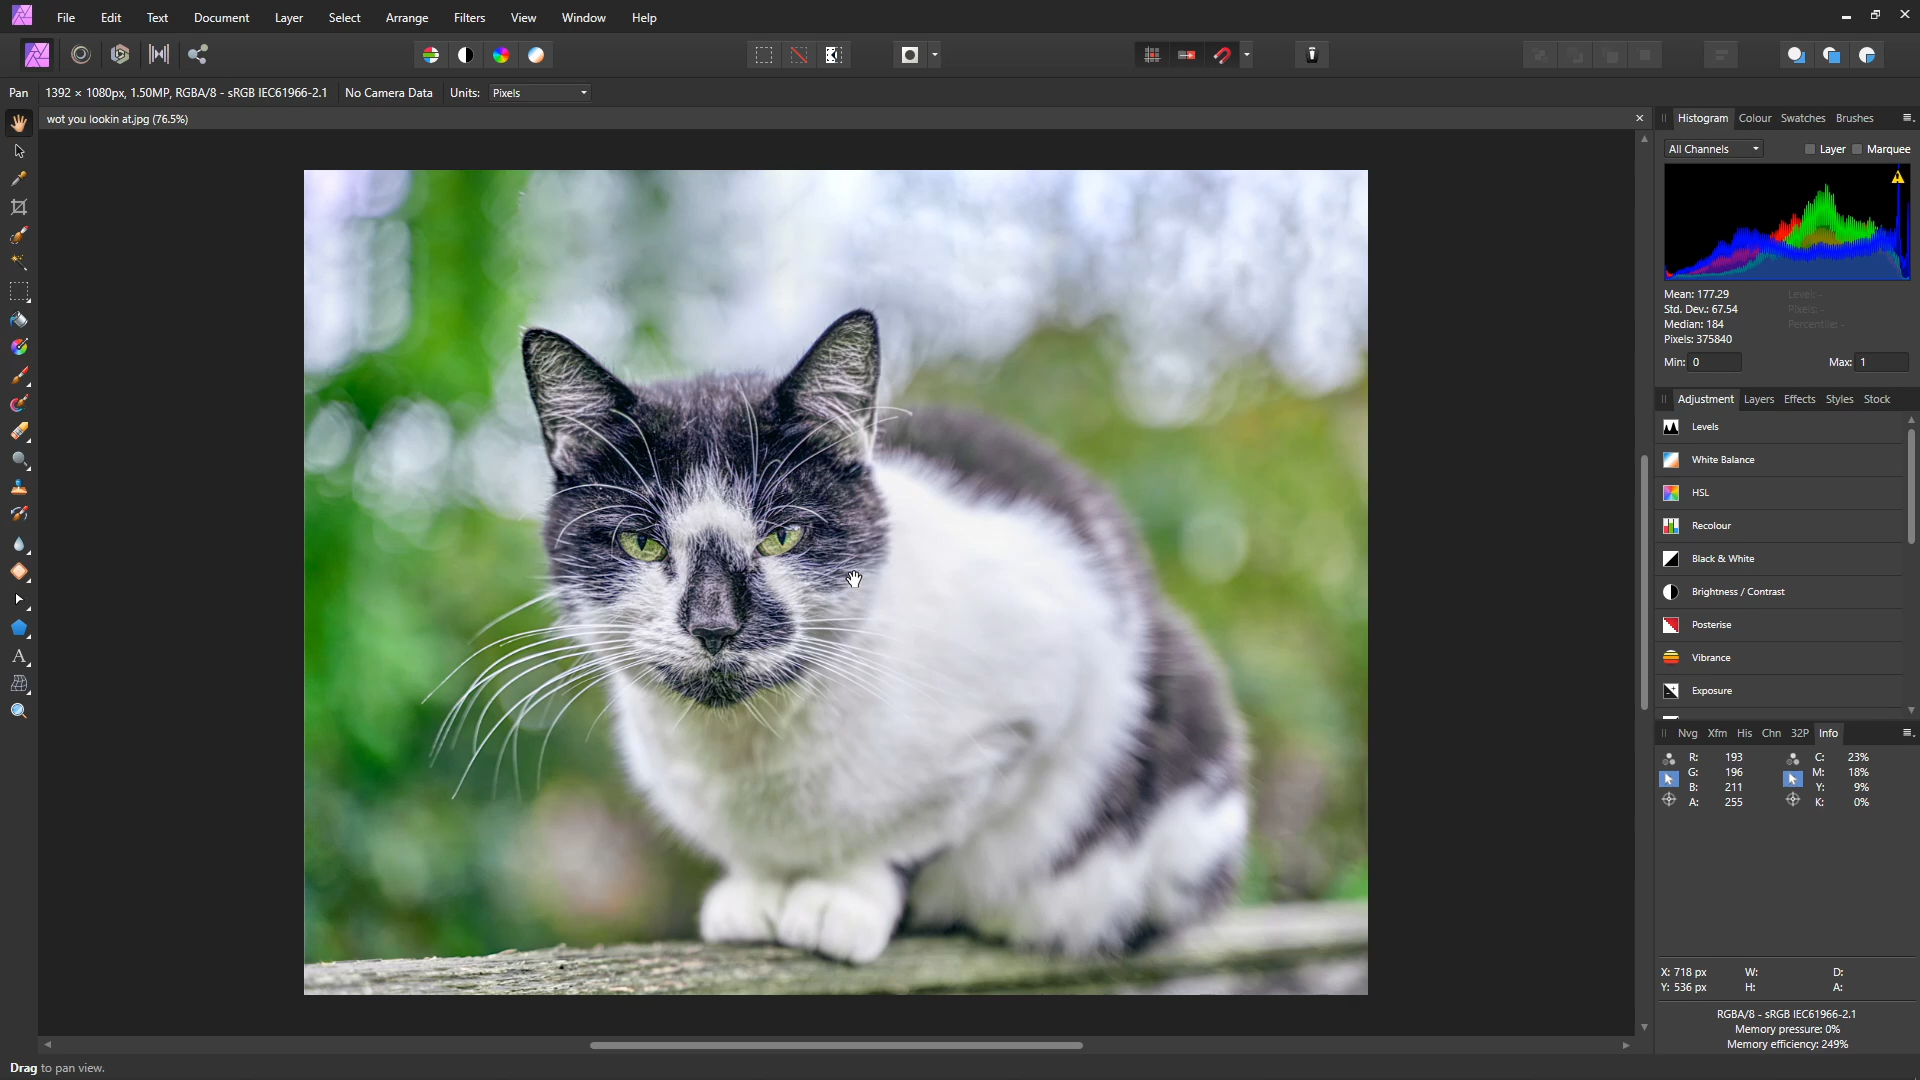 File Edit Text Document Layer Select Arrange Filters View Window Help
Pan 1392 × 1080px, 1.50MP, RGBA/8 - sRGB IEC61966-2.1 No Camera Data Units: Pixels
wot you lookin at.jpg (76.5%)
Histogram Colour Swatches Brushes
All Channels Layer Marquee
Mean: 177.29 Level: -
Std. Dev.: 67.54 Pixels: -
Median: 184 Percentile: -
Pixels: 375840
Min: 0 Max: 1
Adjustment Layers Effects Styles Stock
Levels
White Balance
HSL
Recolour
Black & White
Brightness / Contrast
Posterise
Vibrance
Exposure
Nvg Xfm His Chn 32P Info
R: 193 C: 23%
G: 196 M: 18%
B: 211 Y: 9%
A: 255 K: 0%
X: 718 px W: D:
Y: 536 px H: A:
RGBA/8 - sRGB IEC61966-2.1
Memory pressure: 0%
Memory efficiency: 249%
Drag to pan view.